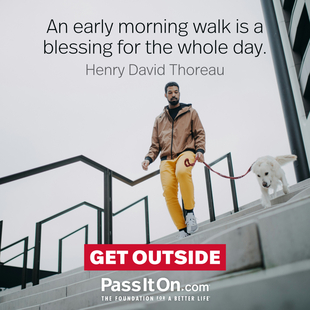 An early morning walk is a
blessing for the whole day.
Henry David Thoreau
GET OUTSIDE
PassItOn.com
THE FOUNDATION FOR A BETTER LIFE